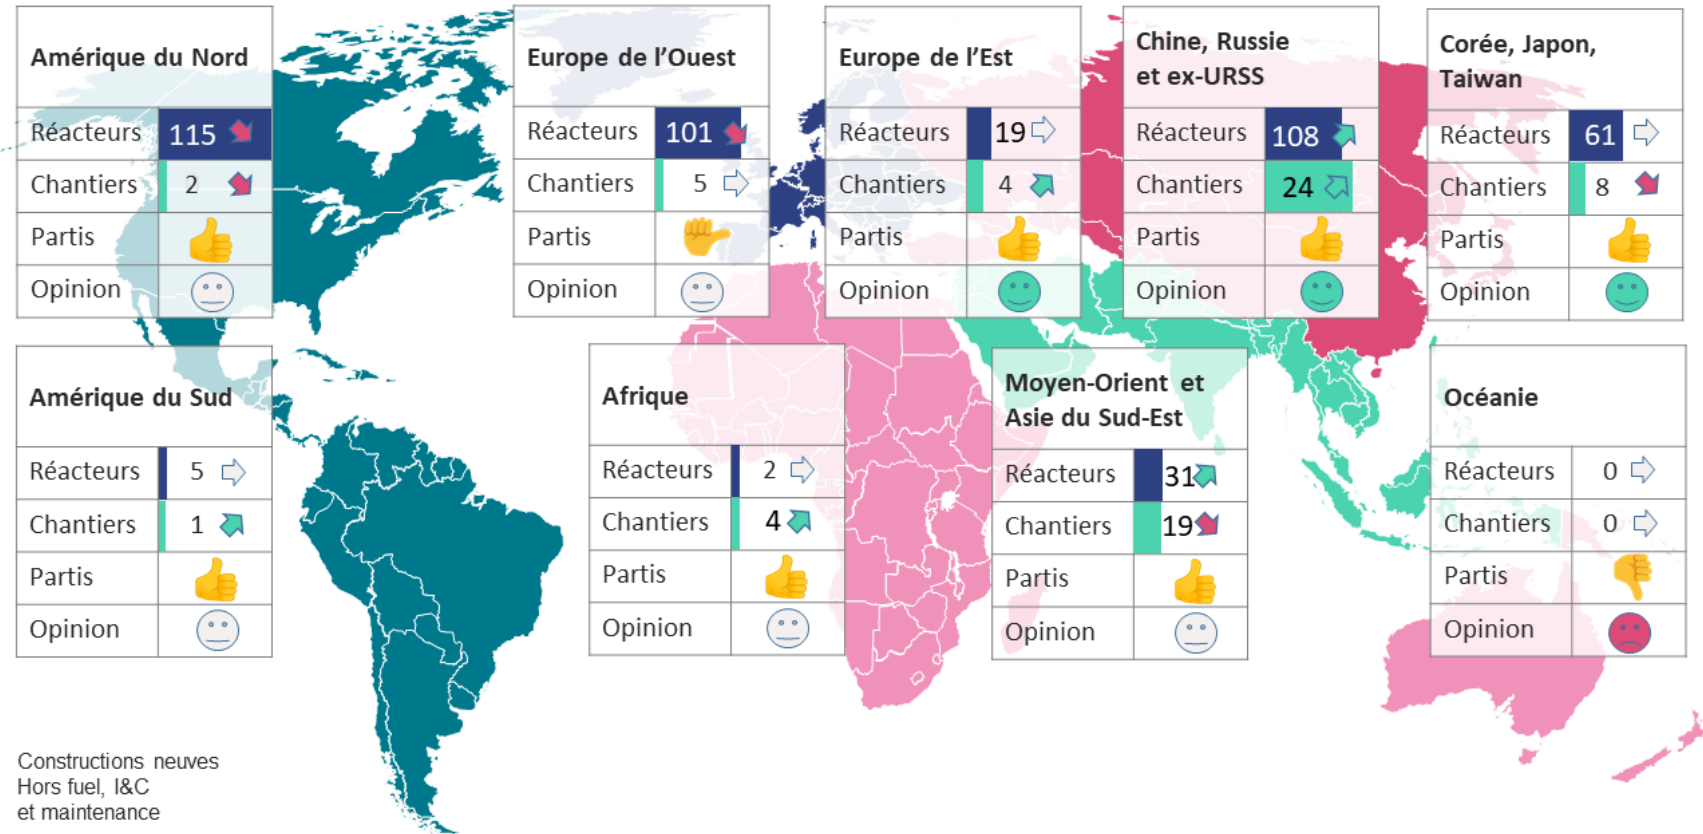 Amérique du Nord
Réacteurs 115
Chantiers 2
Partis
Opinion
Europe de l’Ouest
Réacteurs 101
Chantiers 5
Partis
Opinion
Europe de l’Est
Réacteurs 19
Chantiers 4
Partis
Opinion
Chine, Russie
et ex-URSS
Réacteurs 108
Chantiers 24
Partis
Opinion
Corée, Japon,
Taiwan
Réacteurs 61
Chantiers 8
Partis
Opinion
Amérique du Sud
Réacteurs 5
Chantiers 1
Partis
Opinion
Afrique
Réacteurs 2
Chantiers 4
Partis
Opinion
Moyen-Orient et
Asie du Sud-Est
Réacteurs 31
Chantiers 19
Partis
Opinion
Océanie
Réacteurs 0
Chantiers 0
Partis
Opinion
Constructions neuves
Hors fuel, I&C
et maintenance